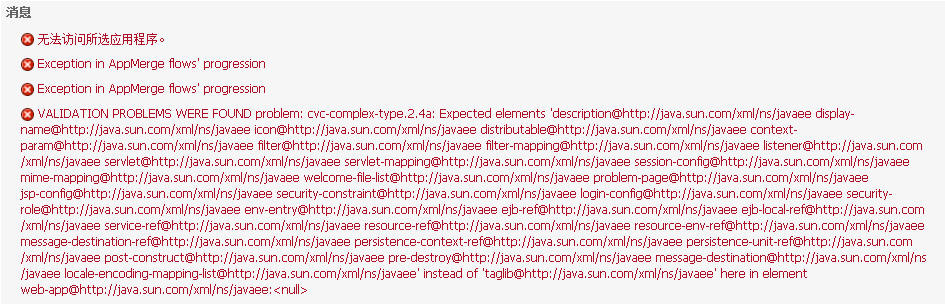 消息
无法访问所选应用程序。
Exception in AppMerge flows' progression
Exception in AppMerge flows' progression
VALIDATION PROBLEMS WERE FOUND problem: cvc-complex-type.2.4a: Expected elements 'description@http://java.sun.com/xml/ns/javaee display-
name@http://java.sun.com/xml/ns/javaee icon@http://java.sun.com/xml/ns/javaee distributable@http://java.sun.com/xml/ns/javaee context-
param@http://java.sun.com/xml/ns/javaee filter@http://java.sun.com/xml/ns/javaee filter-mapping@http://java.sun.com/xml/ns/javaee listener@http://java.sun.com
/xml/ns/javaee servlet@http://java.sun.com/xml/ns/javaee servlet-mapping@http://java.sun.com/xml/ns/javaee session-config@http://java.sun.com/xml/ns/javaee
mime-mapping@http://java.sun.com/xml/ns/javaee welcome-file-list@http://java.sun.com/xml/ns/javaee problem-page@http://java.sun.com/xml/ns/javaee
jsp-config@http://java.sun.com/xml/ns/javaee security-constraint@http://java.sun.com/xml/ns/javaee login-config@http://java.sun.com/xml/ns/javaee security-
role@http://java.sun.com/xml/ns/javaee env-entry@http://java.sun.com/xml/ns/javaee ejb-ref@http://java.sun.com/xml/ns/javaee ejb-local-ref@http://java.sun.com
/xml/ns/javaee service-ref@http://java.sun.com/xml/ns/javaee resource-ref@http://java.sun.com/xml/ns/javaee resource-env-ref@http://java.sun.com/xml/ns/javaee
message-destination-ref@http://java.sun.com/xml/ns/javaee persistence-context-ref@http://java.sun.com/xml/ns/javaee persistence-unit-ref@http://java.sun.com
/xml/ns/javaee post-construct@http://java.sun.com/xml/ns/javaee pre-destroy@http://java.sun.com/xml/ns/javaee message-destination@http://java.sun.com/xml/ns
/javaee locale-encoding-mapping-list@http://java.sun.com/xml/ns/javaee' instead of 'taglib@http://java.sun.com/xml/ns/javaee' here in element
web-app@http://java.sun.com/xml/ns/javaee:<null>